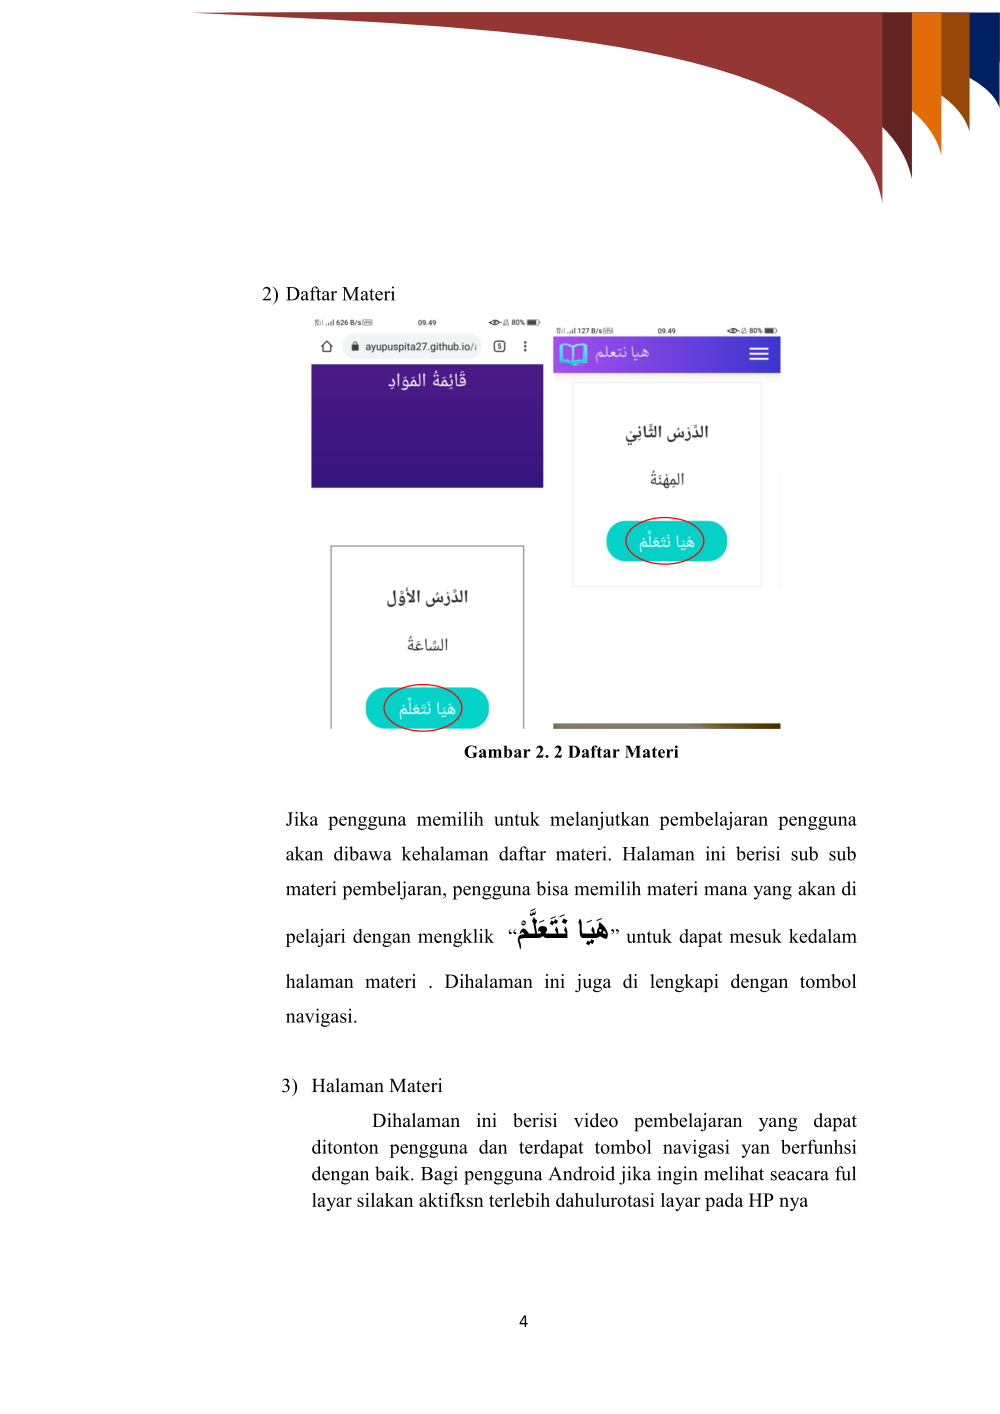 2) Daftar Materi
626 B/s 09.49 80%
ayupuspita27.github.io/ 5
قَائِمَةُ المَوَادِ
الدَّرْسُ الأَوَّل
السَّاعَةُ
هَيَا نَتَعَلَّمْ
127 B/s 09.49 80%
هيا نتعلم
الدَّرْسُ الثَّانِيْ
المِهْنَةُ
هَيَا نَتَعَلَّمْ
Gambar 2. 2 Daftar Materi
Jika pengguna memilih untuk melanjutkan pembelajaran pengguna
akan dibawa kehalaman daftar materi. Halaman ini berisi sub sub
materi pembeljaran, pengguna bisa memilih materi mana yang akan di
pelajari dengan mengklik “هَيَا نَتَعَلَّمْ” untuk dapat mesuk kedalam
halaman materi . Dihalaman ini juga di lengkapi dengan tombol
navigasi.
3) Halaman Materi
Dihalaman ini berisi video pembelajaran yang dapat
ditonton pengguna dan terdapat tombol navigasi yan berfunhsi
dengan baik. Bagi pengguna Android jika ingin melihat seacara ful
layar silakan aktifksn terlebih dahulurotasi layar pada HP nya
4